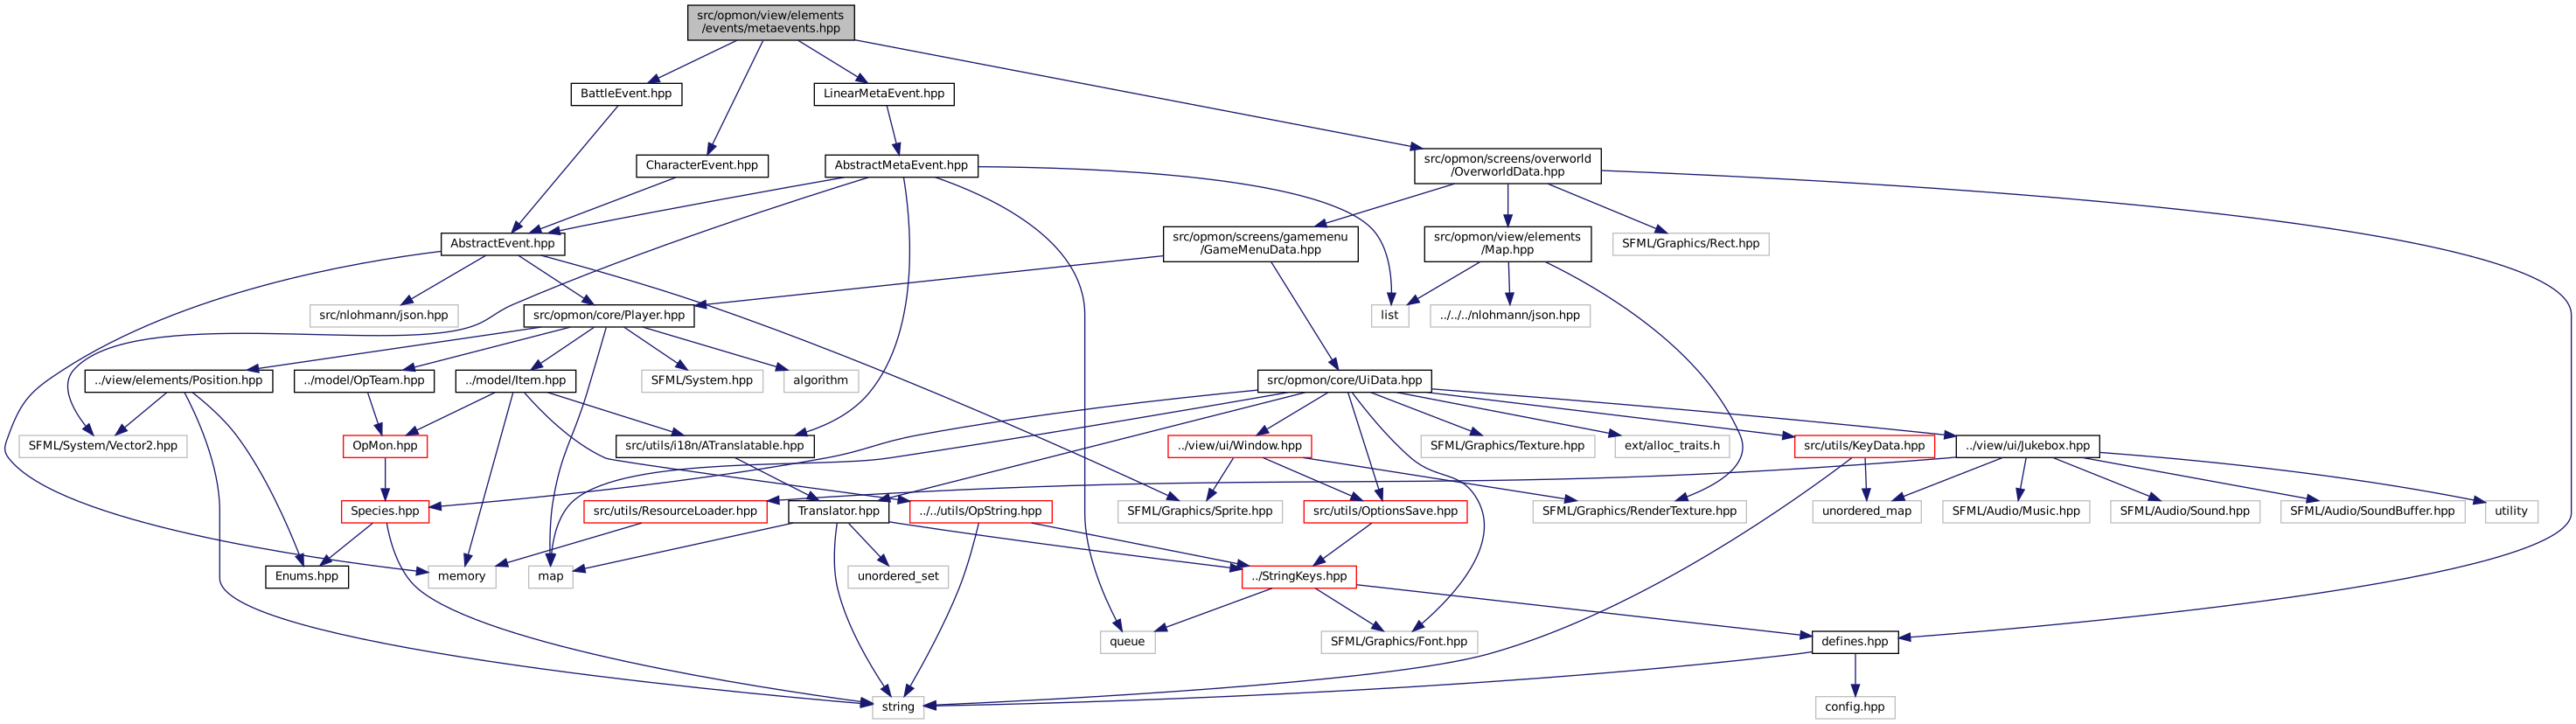 src/opmon/view/elements
/events/metaevents.hpp
BattleEvent.hpp
LinearMetaEvent.hpp
CharacterEvent.hpp
AbstractMetaEvent.hpp
src/opmon/screens/overworld
/OverworldData.hpp
AbstractEvent.hpp
src/opmon/screens/gamemenu
/GameMenuData.hpp
src/opmon/view/elements
/Map.hpp
SFML/Graphics/Rect.hpp
src/nlohmann/json.hpp
src/opmon/core/Player.hpp
list
../../../nlohmann/json.hpp
../view/elements/Position.hpp
../model/OpTeam.hpp
../model/Item.hpp
SFML/System.hpp
algorithm
src/opmon/core/UiData.hpp
SFML/System/Vector2.hpp
OpMon.hpp
src/utils/i18n/ATranslatable.hpp
../view/ui/Window.hpp
SFML/Graphics/Texture.hpp
ext/alloc_traits.h
src/utils/KeyData.hpp
../view/ui/Jukebox.hpp
Species.hpp
src/utils/ResourceLoader.hpp
Translator.hpp
../../utils/OpString.hpp
SFML/Graphics/Sprite.hpp
src/utils/OptionsSave.hpp
SFML/Graphics/RenderTexture.hpp
unordered_map
SFML/Audio/Music.hpp
SFML/Audio/Sound.hpp
SFML/Audio/SoundBuffer.hpp
utility
Enums.hpp
memory
map
unordered_set
../StringKeys.hpp
queue
SFML/Graphics/Font.hpp
defines.hpp
string
config.hpp